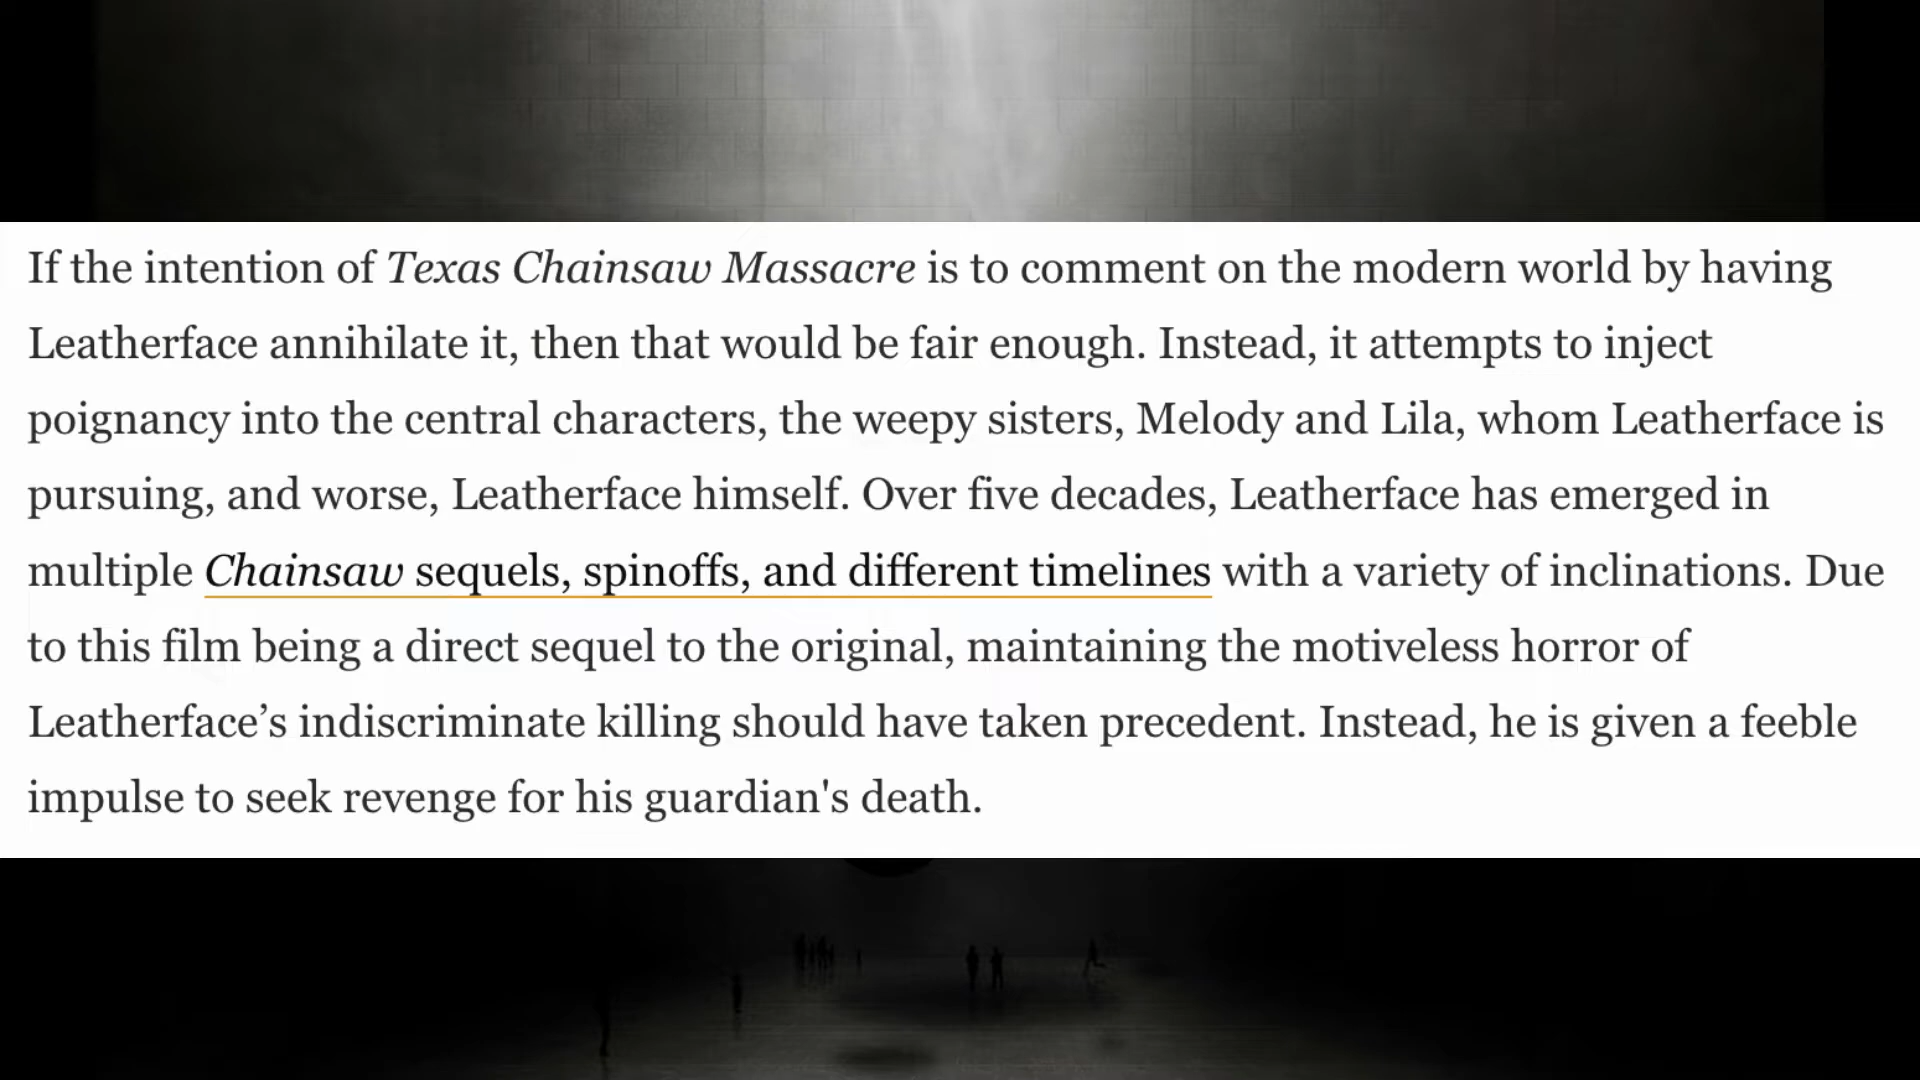 If the intention of Texas Chainsaw Massacre is to comment on the modern world by having
Leatherface annihilate it, then that would be fair enough. Instead, it attempts to inject
poignancy into the central characters, the weepy sisters, Melody and Lila, whom Leatherface is
pursuing, and worse, Leatherface himself. Over five decades, Leatherface has emerged in
multiple Chainsaw sequels, spinoffs, and different timelines with a variety of inclinations. Due
to this film being a direct sequel to the original, maintaining the motiveless horror of
Leatherface’s indiscriminate killing should have taken precedent. Instead, he is given a feeble
impulse to seek revenge for his guardian's death.